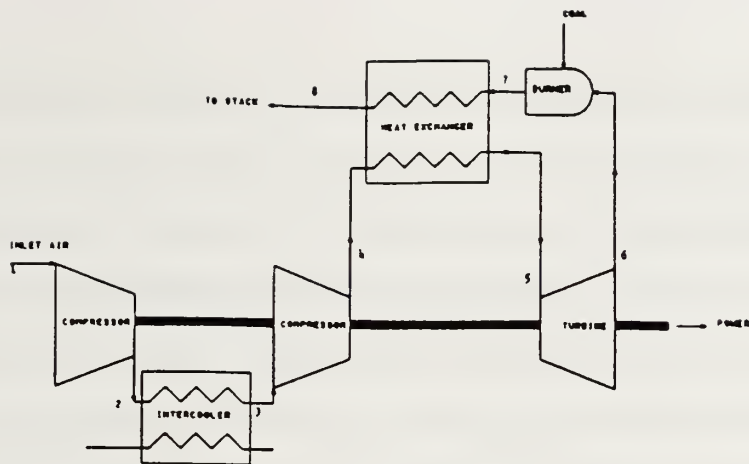 COAL
8
7
BURNER
TO STACK
HEAT EXCHANGER
4
6
INLET AIR
1
5
COMPRESSOR
COMPRESSOR
TURBINE
POWER
2
3
INTERCOOLER